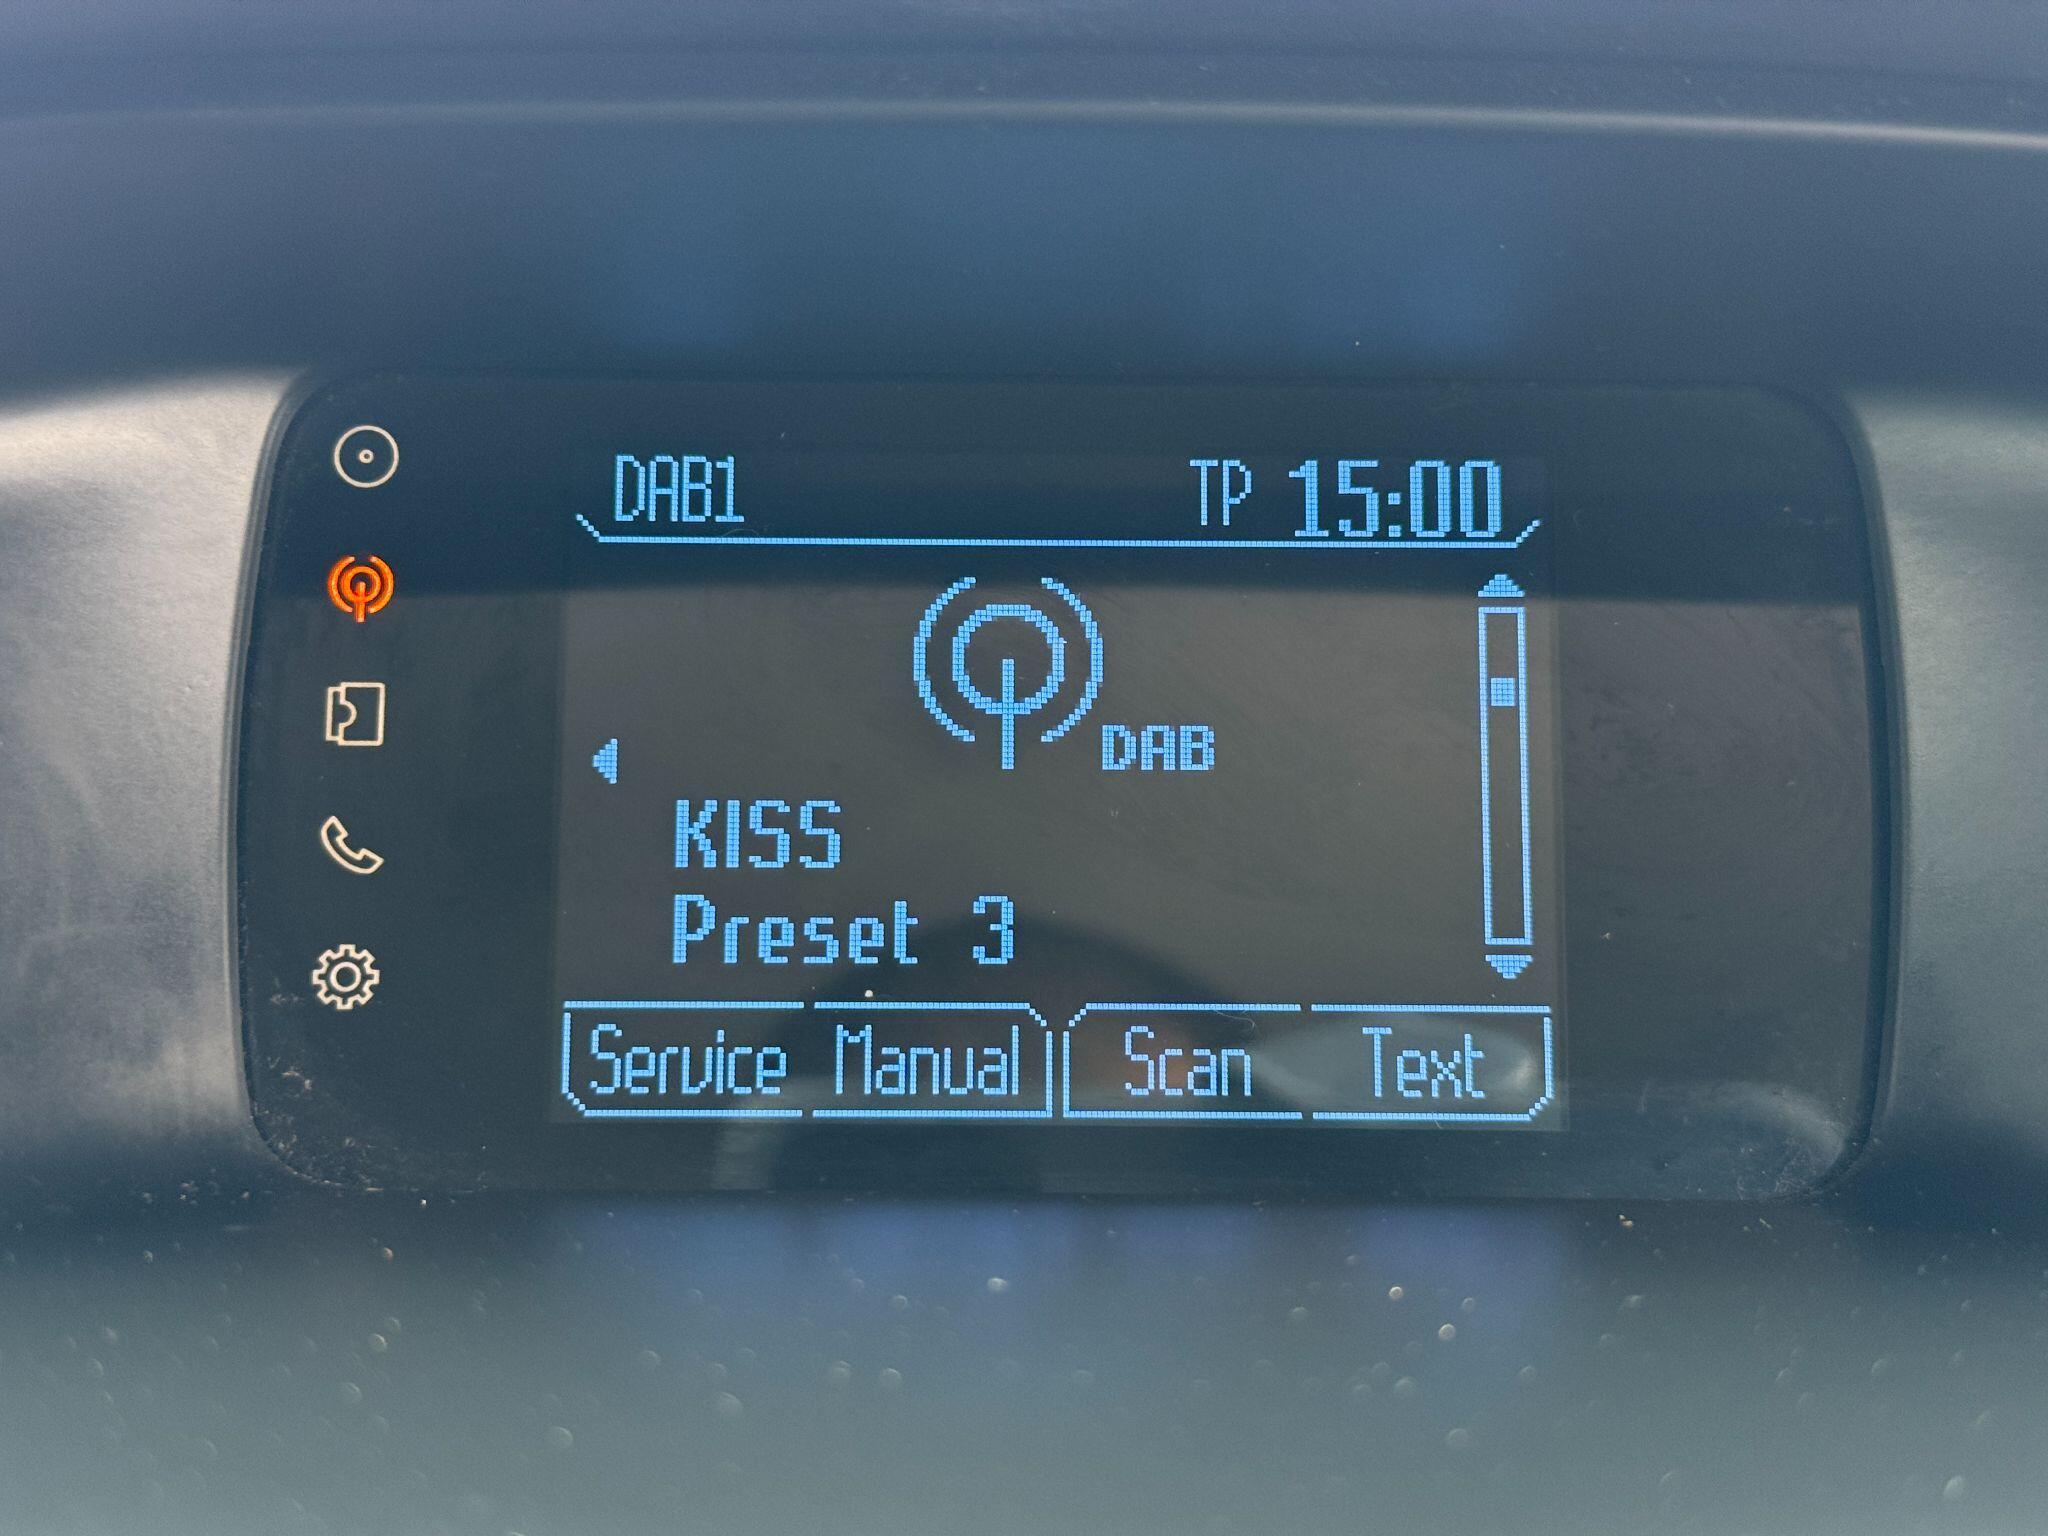 DAB1 TP 15:00
DAB
KISS
Preset 3
Service Manual Scan Text